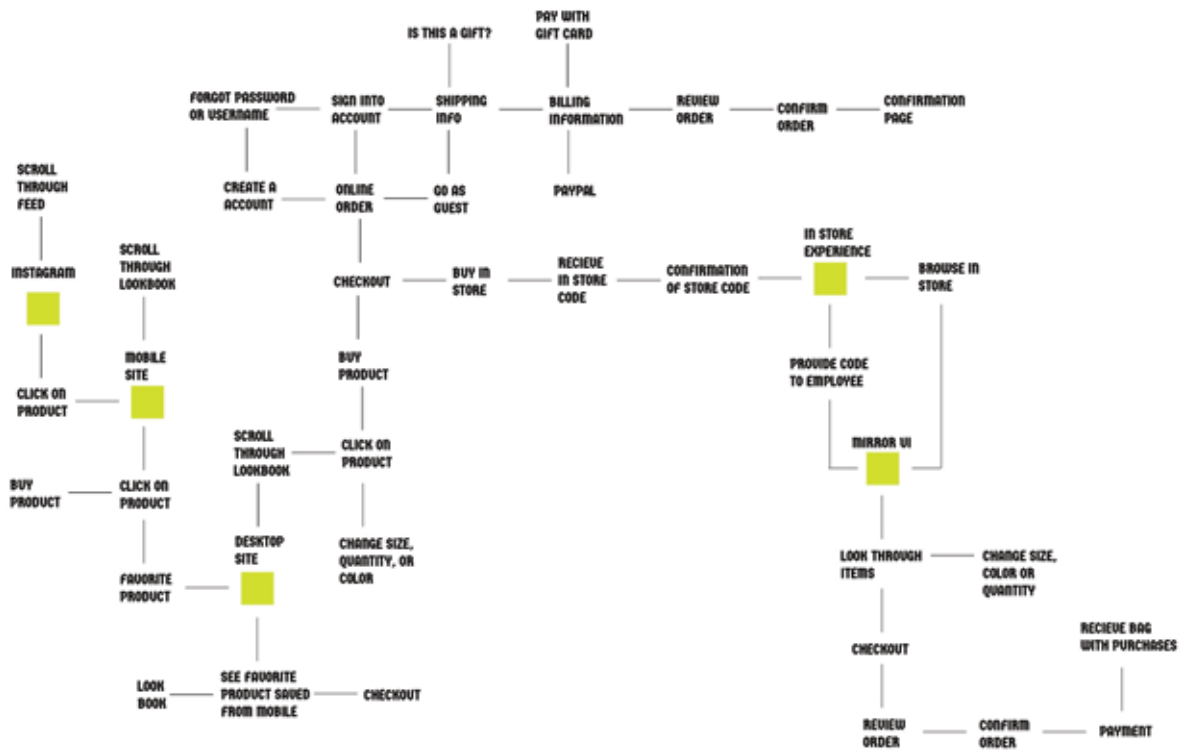 IS THIS A GIFT?
PAY WITH
GIFT CARD
FORGOT PASSWORD
OR USERNAME
SIGN INTO
ACCOUNT
SHIPPING
INFO
BILLING
INFORMATION
REVIEW
ORDER
CONFIRM
ORDER
CONFIRMATION
PAGE
SCROLL
THROUGH
FEED
CREATE A
ACCOUNT
ONLINE
ORDER
GO AS
GUEST
PAYPAL
INSTAGRAM
SCROLL
THROUGH
LOOKBOOK
CHECKOUT
BUY IN
STORE
RECIEVE
IN STORE
CODE
CONFIRMATION
OF STORE CODE
IN STORE
EXPERIENCE
BROWSE IN
STORE
MOBILE
SITE
CLICK ON
PRODUCT
BUY
PRODUCT
PROVIDE CODE
TO EMPLOYEE
SCROLL
THROUGH
LOOKBOOK
CLICK ON
PRODUCT
MIRROR UI
BUY
PRODUCT
CLICK ON
PRODUCT
DESKTOP
SITE
CHANGE SIZE,
QUANTITY, OR
COLOR
LOOK THROUGH
ITEMS
CHANGE SIZE,
COLOR OR
QUANTITY
FAVORITE
PRODUCT
CHECKOUT
RECIEVE BAG
WITH PURCHASES
LOOK
BOOK
SEE FAVORITE
PRODUCT SAVED
FROM MOBILE
CHECKOUT
REVIEW
ORDER
CONFIRM
ORDER
PAYMENT